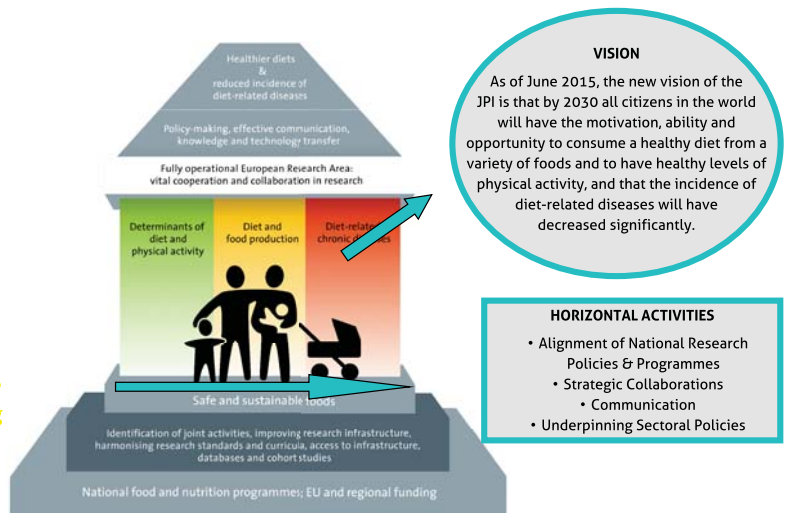 Healthier diets
&
reduced incidence of
diet-related diseases
Policy-making, effective communication,
knowledge and technology transfer
Fully operational European Research Area:
vital cooperation and collaboration in research
Determinants of
diet and
physical activity
Diet and
food production
Diet-related
chronic diseases
Safe and sustainable foods
Identification of joint activities, improving research infrastructure,
harmonising research standards and curricula, access to infrastructure,
databases and cohort studies
National food and nutrition programmes; EU and regional funding
VISION
As of June 2015, the new vision of the
JPI is that by 2030 all citizens in the world
will have the motivation, ability and
opportunity to consume a healthy diet from a
variety of foods and to have healthy levels of
physical activity, and that the incidence of
diet-related diseases will have
decreased significantly.
HORIZONTAL ACTIVITIES
• Alignment of National Research
Policies & Programmes
• Strategic Collaborations
• Communication
• Underpinning Sectoral Policies